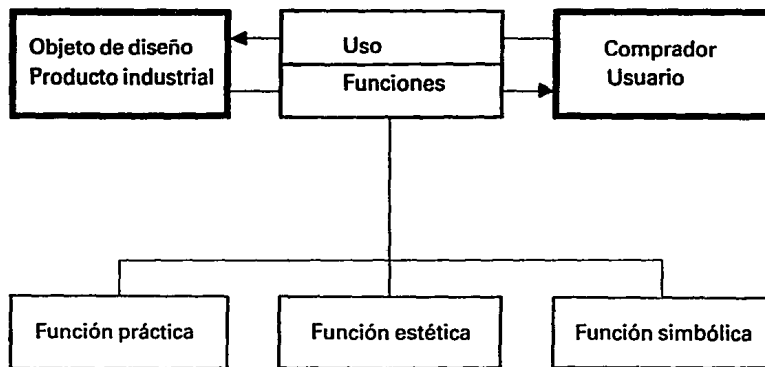 Objeto de diseño
Producto industrial
Uso
Funciones
Comprador
Usuario
Función práctica
Función estética
Función simbólica